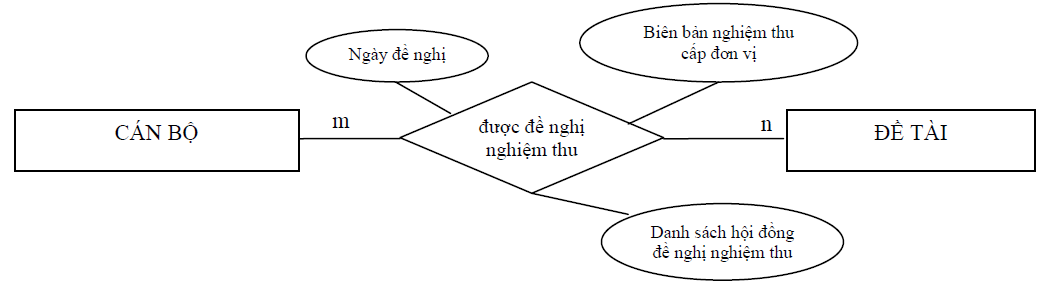 Ngày đề nghị
Biên bản nghiệm thu
cấp đơn vị
CÁN BỘ
m
được đề nghị
nghiệm thu
n
ĐỀ TÀI
Danh sách hội đồng
đề nghị nghiệm thu